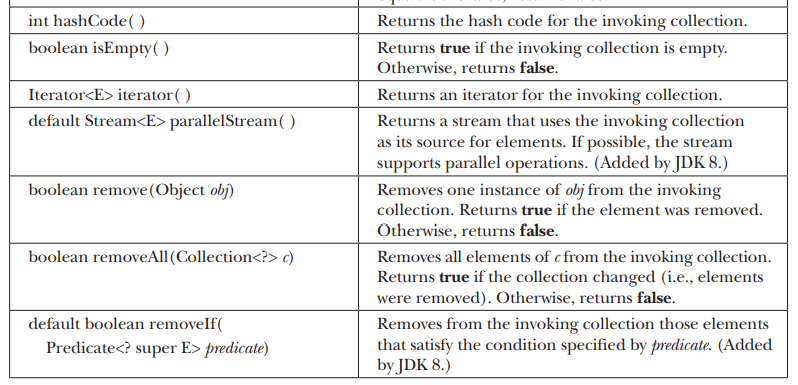 int hashCode( )
Returns the hash code for the invoking collection.
boolean isEmpty( )
Returns true if the invoking collection is empty.
Otherwise, returns false.
Iterator<E> iterator( )
Returns an iterator for the invoking collection.
default Stream<E> parallelStream( )
Returns a stream that uses the invoking collection
as its source for elements. If possible, the stream
supports parallel operations. (Added by JDK 8.)
boolean remove(Object obj)
Removes one instance of obj from the invoking
collection. Returns true if the element was removed.
Otherwise, returns false.
boolean removeAll(Collection<?> c)
Removes all elements of c from the invoking collection.
Returns true if the collection changed (i.e., elements
were removed). Otherwise, returns false.
default boolean removeIf(
Predicate<? super E> predicate)
Removes from the invoking collection those elements
that satisfy the condition specified by predicate. (Added
by JDK 8.)